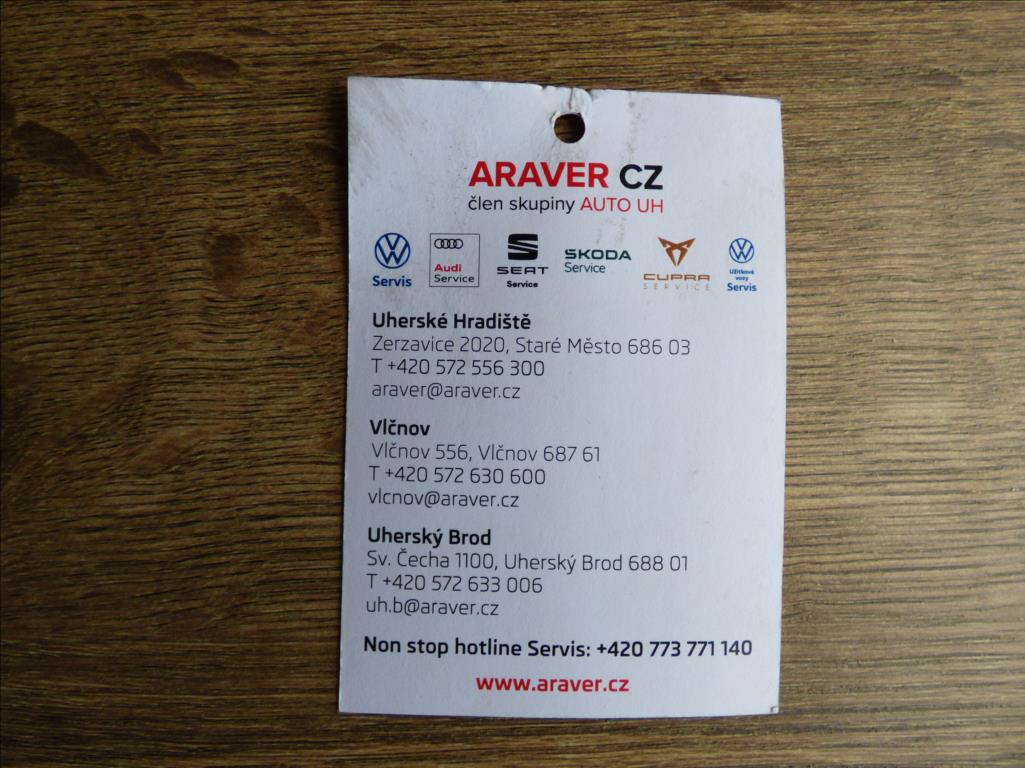 ARAVER CZ
člen skupiny AUTO UH
Servis
Audi
Service
SEAT
Service
ŠKODA
Service
CUPRA
SERVICE
Užitkové
vozy
Servis
Uherské Hradiště
Zerzavice 2020, Staré Město 686 03
T +420 572 556 300
araver@araver.cz
Vlčnov
Vlčnov 556, Vlčnov 687 61
T +420 572 630 600
vlcnov@araver.cz
Uherský Brod
Sv. Čecha 1100, Uherský Brod 688 01
T +420 572 633 006
uh.b@araver.cz
Non stop hotline Servis: +420 773 771 140
www.araver.cz